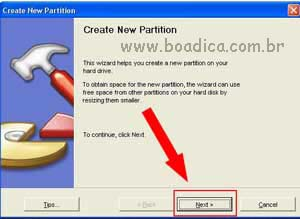 Create New Partition
Create New Partition
www.boadica.com.br
This wizard helps you create a new partition on your
hard drive.
To obtain space for the new partition, the wizard can use
free space from other partitions on your hard disk by
resizing them smaller.
To continue, click Next.
Tips...
< Back
Next >
Cancel